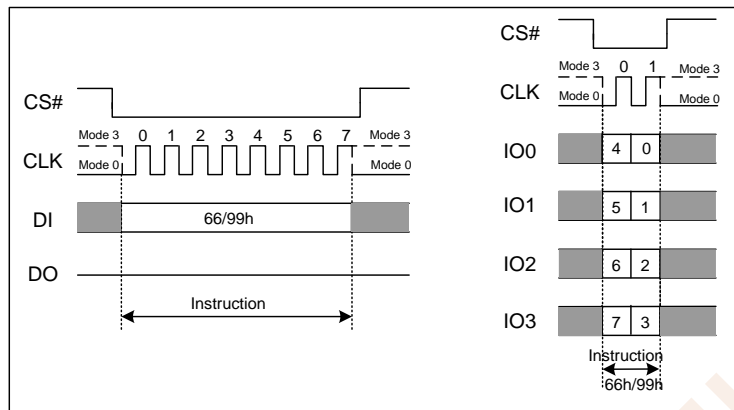 CS#
Mode 3 0 1 2 3 4 5 6 7 Mode 3
CLK
Mode 0 Mode 0
DI 66/99h
DO
Instruction
CS#
Mode 3 0 1 Mode 3
CLK
Mode 0 Mode 0
IO0 4 0
IO1 5 1
IO2 6 2
IO3 7 3
Instruction
66h/99h